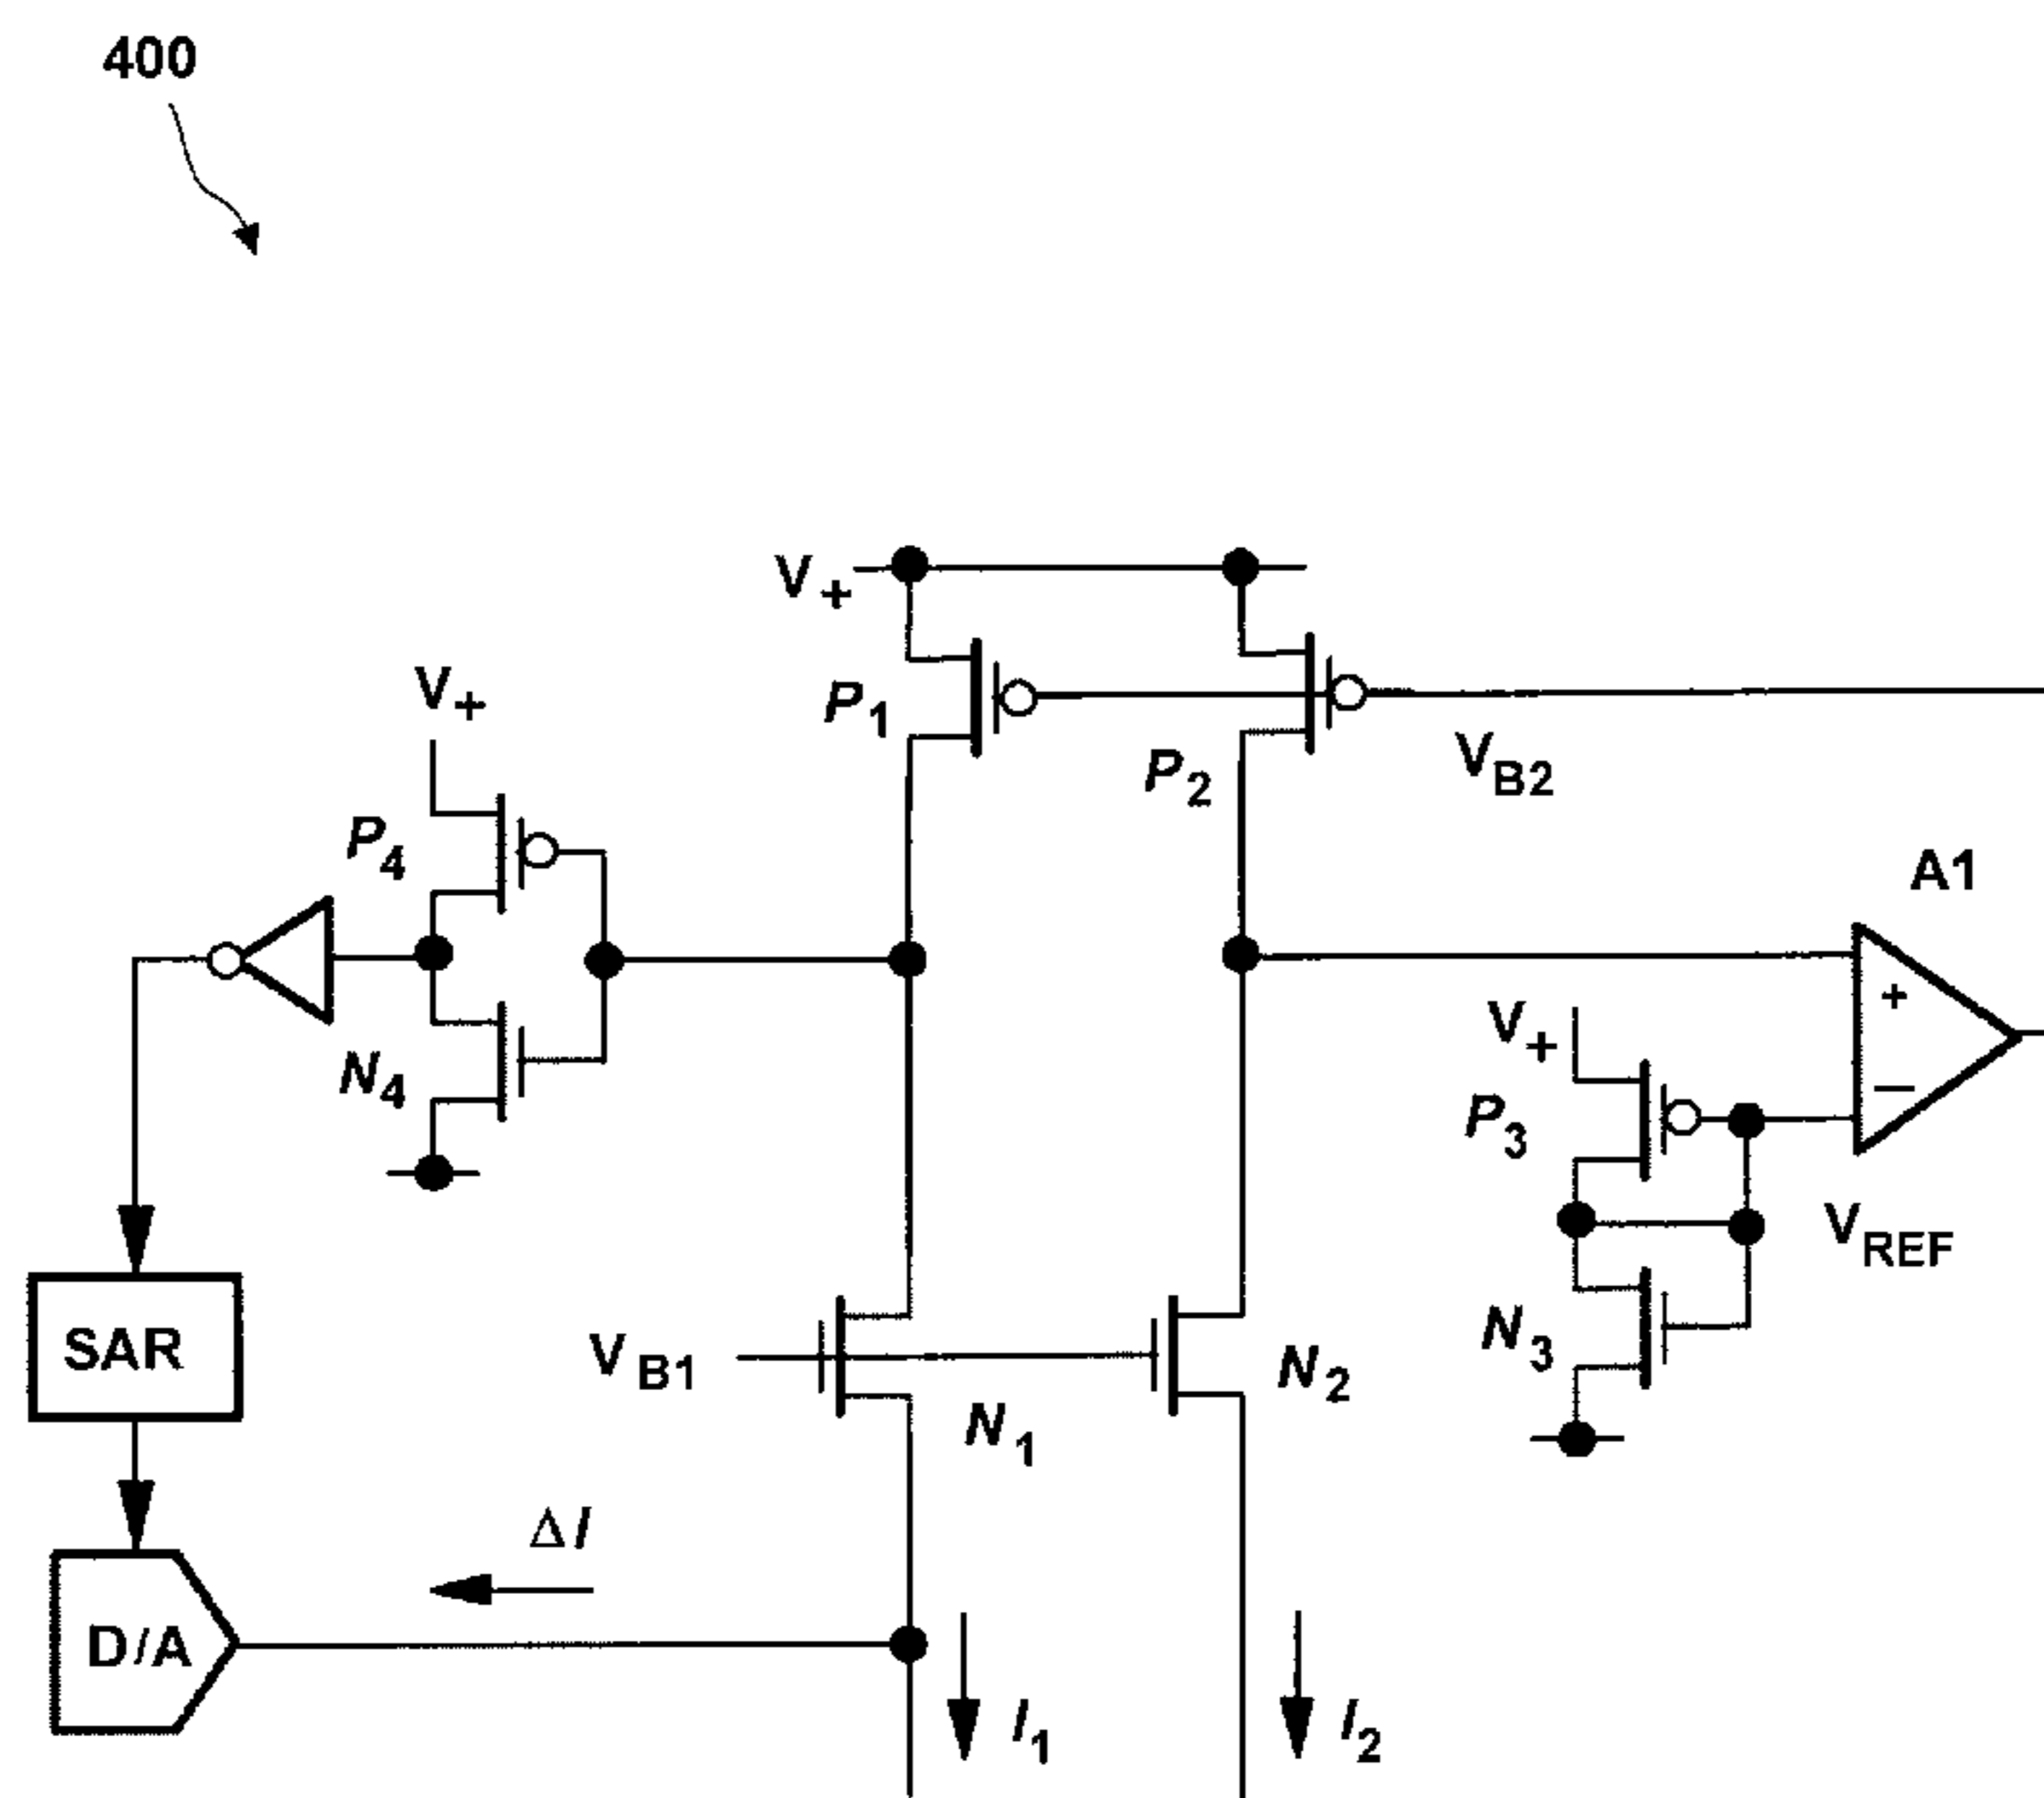 400
V+
P1
P2
VB2
V+
P4
A1
+
V+
P3
−
N4
VREF
SAR
VB1
N1
N2
N3
ΔI
D/A
I1
I2